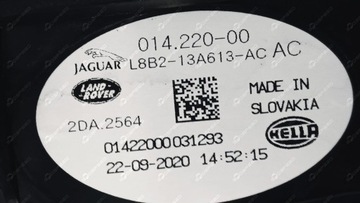 014.220-00
JAGUAR L8B2-13A613-AC AC
LAND-
ROVER
MADE IN
SLOVAKIA
2DA.2564
HELLA
01422000031293
22-09-2020 14:52:15